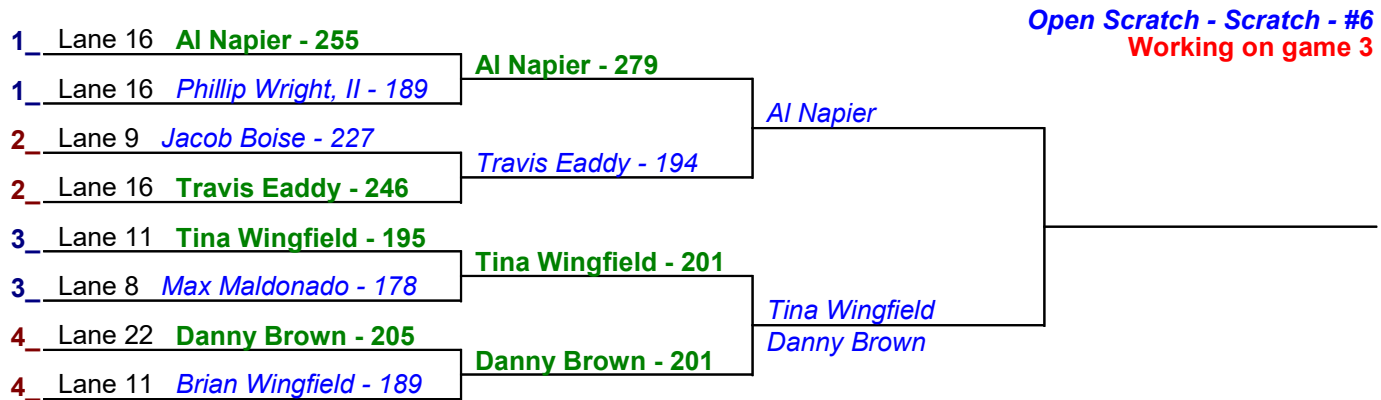 Open Scratch - Scratch - #6
Working on game 3
1_ Lane 16 Al Napier - 255
1_ Lane 16 Phillip Wright, II - 189
2_ Lane 9 Jacob Boise - 227
2_ Lane 16 Travis Eaddy - 246
3_ Lane 11 Tina Wingfield - 195
3_ Lane 8 Max Maldonado - 178
4_ Lane 22 Danny Brown - 205
4_ Lane 11 Brian Wingfield - 189
Al Napier - 279
Travis Eaddy - 194
Tina Wingfield - 201
Danny Brown - 201
Al Napier
Tina Wingfield
Danny Brown